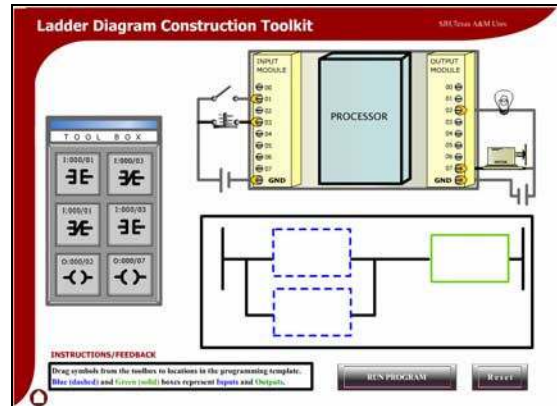 Ladder Diagram Construction Toolkit
INPUT
MODULE
00
01
02
03
04
05
06
07
GND
PROCESSOR
OUTPUT
MODULE
00
01
02
03
04
05
06
07
GND
T O O L B O X
I:000/01
I:000/03
I:000/01
I:000/03
O:000/02
O:000/07
INSTRUCTIONS/FEEDBACK
Drag symbols from the toolbox to locations in the programming template.
Blue (dashed) and Green (solid) boxes represent Inputs and Outputs.
RUN PROGRAM
Reset